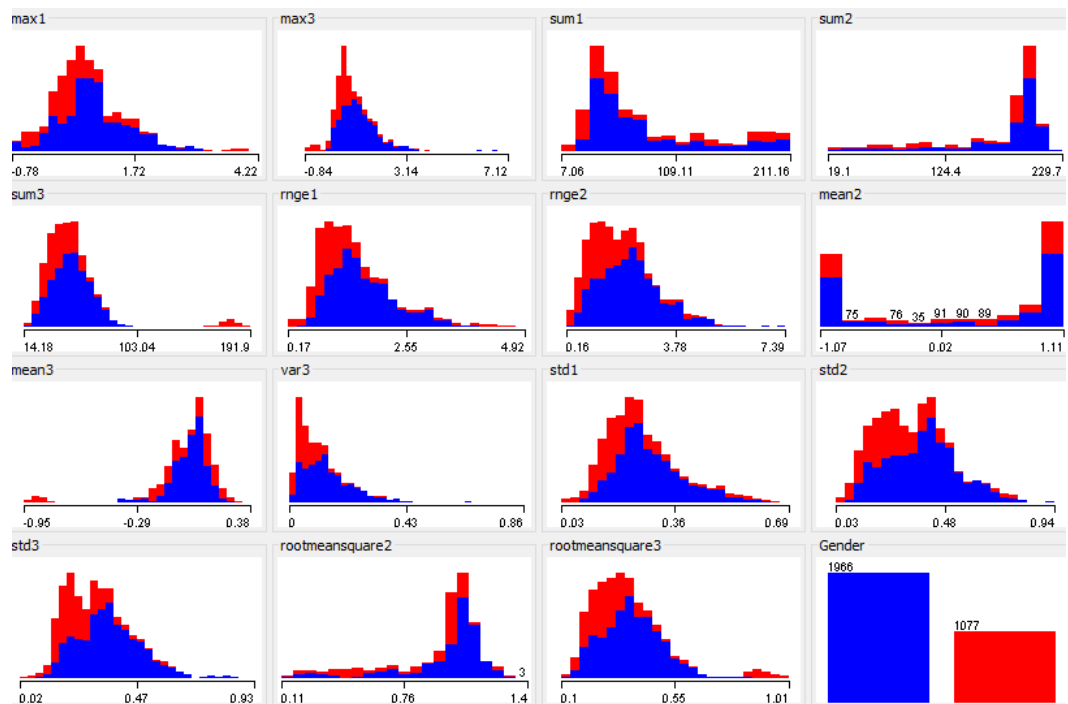 max1
-0.78 1.72 4.22
max3
-0.84 3.14 7.12
sum1
7.06 109.11 211.16
sum2
19.1 124.4 229.7
sum3
14.18 103.04 191.9
rnge1
0.17 2.55 4.92
rnge2
0.16 3.78 7.39
mean2
75 76 35 91 90 89
-1.07 0.02 1.11
mean3
-0.95 -0.29 0.38
var3
0 0.43 0.86
std1
0.03 0.36 0.69
std2
0.03 0.48 0.94
std3
0.02 0.47 0.93
rootmeansquare2
3
0.11 0.76 1.4
rootmeansquare3
0.1 0.55 1.01
Gender
1966
1077